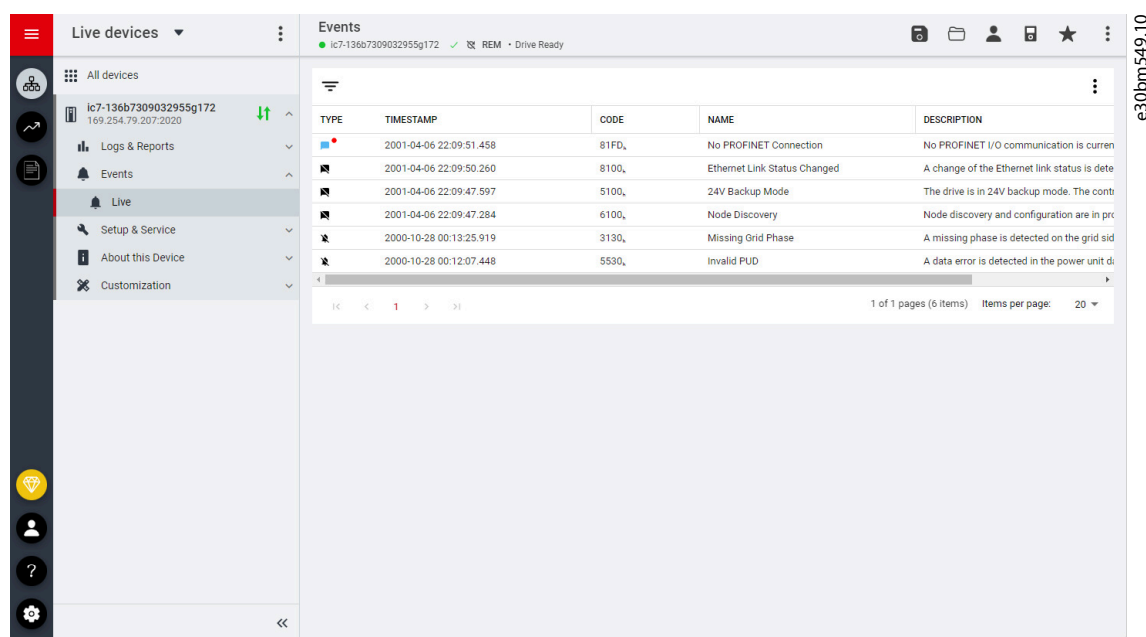 Live devices
Events
ic7-136b7309032955g172 REM • Drive Ready
e30bm549.10
All devices
ic7-136b7309032955g172
169.254.79.207:2020
Logs & Reports
Events
Live
Setup & Service
About this Device
Customization
TYPE TIMESTAMP CODE NAME DESCRIPTION
2001-04-06 22:09:51.458 81FD No PROFINET Connection No PROFINET I/O communication is curren
2001-04-06 22:09:50.260 8100 Ethernet Link Status Changed A change of the Ethernet link status is dete
2001-04-06 22:09:47.597 5100 24V Backup Mode The drive is in 24V backup mode. The contr
2001-04-06 22:09:47.284 6100 Node Discovery Node discovery and configuration are in pro
2000-10-28 00:13:25.919 3130 Missing Grid Phase A missing phase is detected on the grid sid
2000-10-28 00:12:07.448 5530 Invalid PUD A data error is detected in the power unit da
1 1 of 1 pages (6 items) Items per page: 20